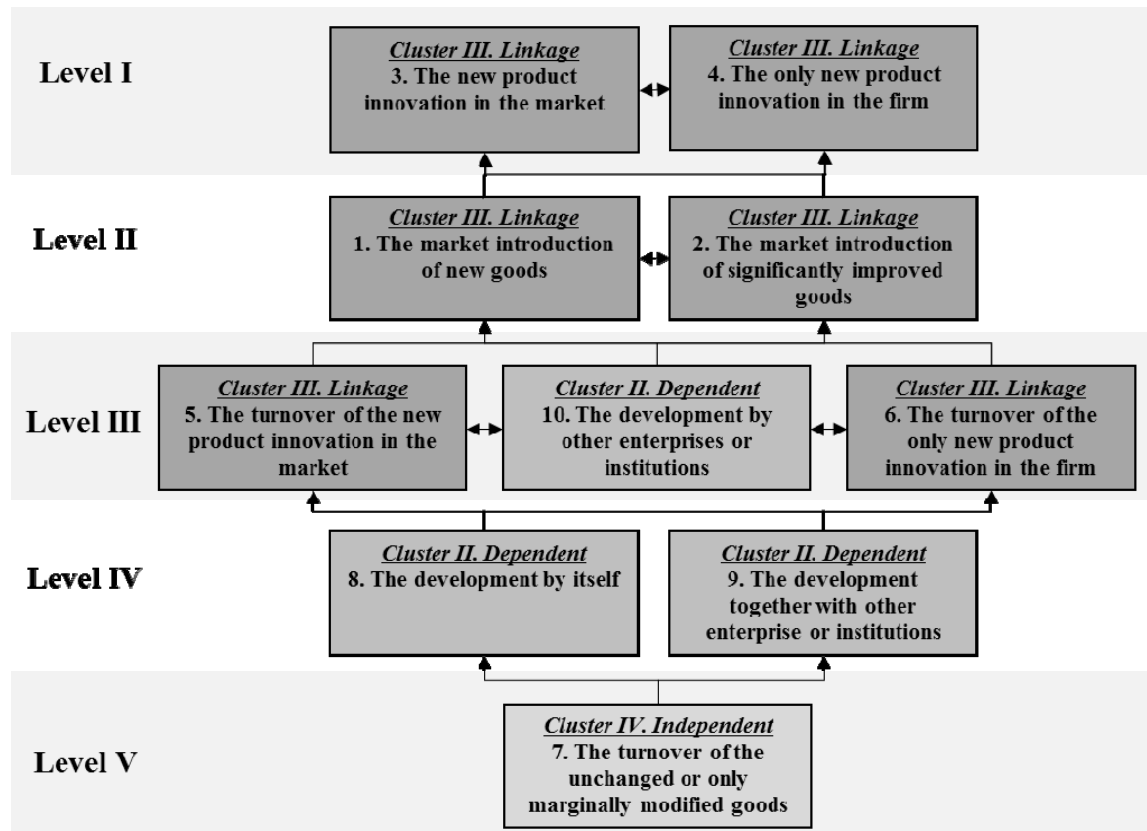 Level I
Cluster III. Linkage
3. The new product
innovation in the
market
Cluster III. Linkage
4. The only new product
innovation in the firm
Level II
Cluster III. Linkage
1. The market introduction
of new goods
Cluster III. Linkage
2. The market introduction
of significantly improved
goods
Level III
Cluster III. Linkage
5. The turnover of the new
product innovation in the
market
Cluster II. Dependent
10. The development by
other enterprises or
institutions
Cluster III. Linkage
6. The turnover of the
only new product
innovation in the firm
Level IV
Cluster II. Dependent
8. The development by itself
Cluster II. Dependent
9. The development
together with other
enterprise or institutions
Level V
Cluster IV. Independent
7. The turnover of the
unchanged or only
marginally modified goods